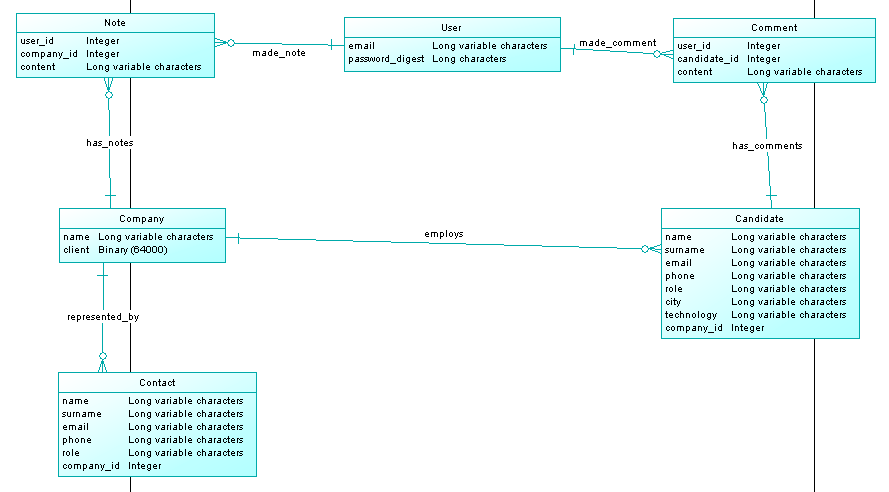 Note
user_id Integer
company_id Integer
content Long variable characters
made_note
User
email Long variable characters
password_digest Long characters
made_comment
Comment
user_id Integer
candidate_id Integer
content Long variable characters
has_notes
has_comments
Company
name Long variable characters
client Binary (64000)
employs
Candidate
name Long variable characters
surname Long variable characters
email Long variable characters
phone Long variable characters
role Long variable characters
city Long variable characters
technology Long variable characters
company_id Integer
represented_by
Contact
name Long variable characters
surname Long variable characters
email Long variable characters
phone Long variable characters
role Long variable characters
company_id Integer